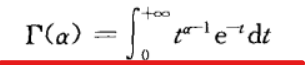 Γ(α) = ∫₀^{+∞} t^{α−1} e^{−t} dt